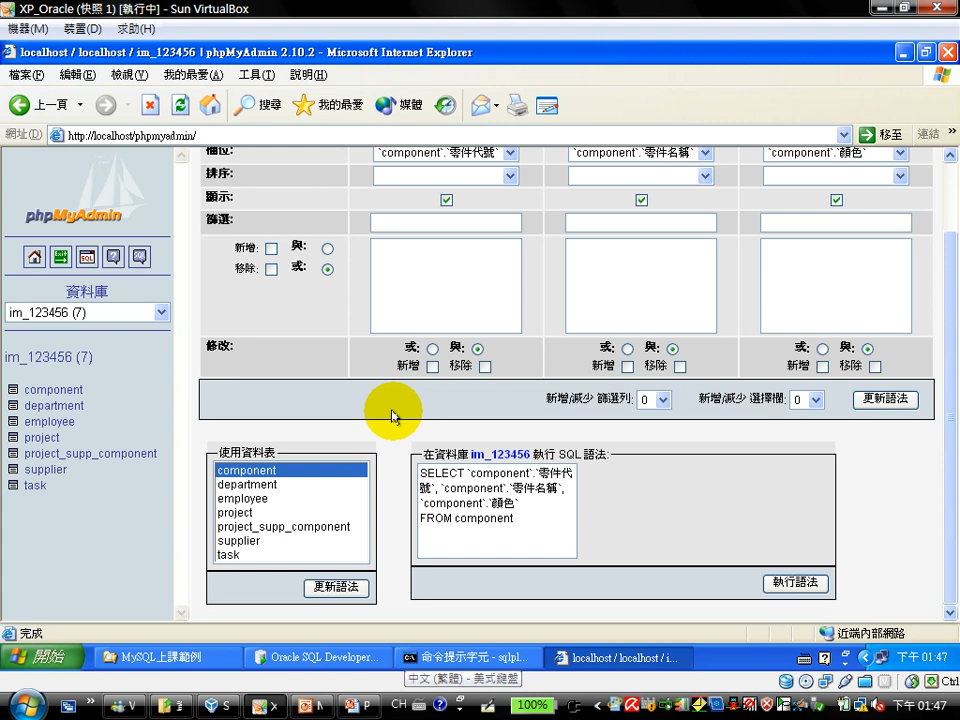 XP_Oracle (快照 1) [執行中] - Sun VirtualBox
機器(M) 裝置(D) 求助(H)
localhost / localhost / im_123456 | phpMyAdmin 2.10.2 - Microsoft Internet Explorer
檔案(F) 編輯(E) 檢視(V) 我的最愛(A) 工具(T) 說明(H)
上一頁 搜尋 我的最愛 媒體
網址(D) http://localhost/phpmyadmin/ 移至 連結 »
phpMyAdmin
資料庫
im_123456 (7)
im_123456 (7)
component
department
employee
project
project_supp_component
supplier
task
欄位: `component`.`零件代號` `component`.`零件名稱` `component`.`顏色`
排序:
顯示:
篩選:
新增: 與:
移除: 或:
修改: 或: 與: 或: 與: 或: 與:
新增 移除 新增 移除 新增 移除
新增/減少 篩選列: 0 新增/減少 選擇欄: 0 更新語法
使用資料表
component
department
employee
project
project_supp_component
supplier
task
更新語法
在資料庫 im_123456 執行 SQL 語法:
SELECT `component`.`零件代
號`, `component`.`零件名稱`,
`component`.`顏色`
FROM component
執行語法
完成 近端內部網路
開始 MySQL上課範例 Oracle SQL Developer... 命令提示字元 - sqlpl... localhost / localhost / i... 下午 01:47
中文 (繁體) - 美式鍵盤
Ctrl
CH 100% 下午 01:47